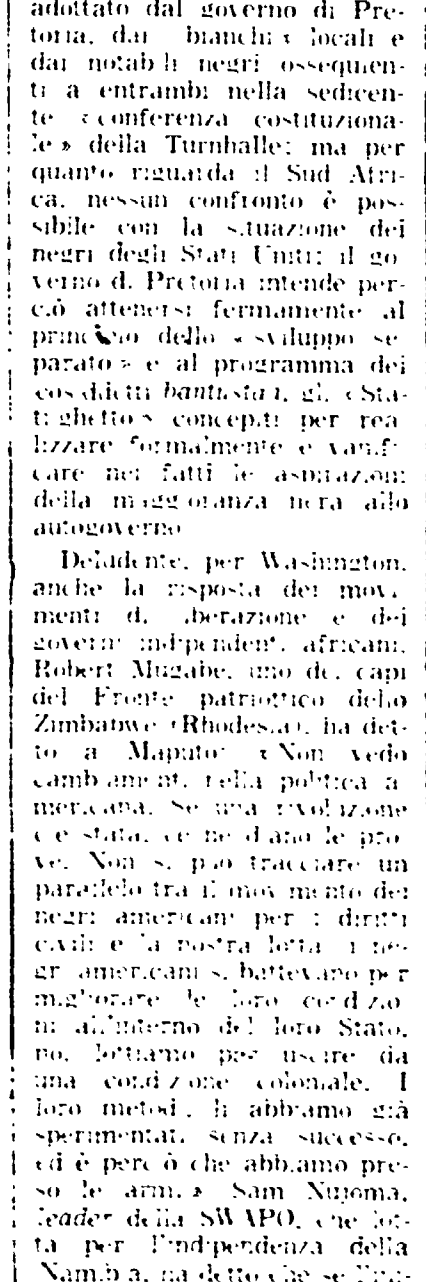 adottato dal governo di Pre-
toria, dai bianchi locali e
dai notabili negri ossequien-
ti a entrambi nella sedicen-
te «conferenza costituziona-
le» della Turnhalle; ma per
quanto riguarda il Sud Afri-
ca, nessun confronto è pos-
sibile con la situazione dei
negri degli Stati Uniti; il go-
verno di Pretoria intende per-
ciò attenersi fermamente al
principio dello «sviluppo se-
parato» e al programma dei
cosiddetti bantustan, gli «Sta-
ti ghetto» concepiti per rea-
lizzare formalmente e vanifi-
care nei fatti le aspirazioni
della maggioranza nera allo
autogoverno
Deludente, per Washington,
anche la risposta dei movi-
menti di liberazione e dei
governi indipendenti africani.
Robert Mugabe, uno dei capi
del Fronte patriottico dello
Zimbabwe (Rhodesia), ha det-
to a Maputo: «Non vedo
cambiamenti nella politica a-
mericana. Se una rivoluzione
c'è stata, ce ne diano le pro-
ve. Non si può tracciare un
parallelo tra il movimento dei
negri americani per i diritti
civili e la nostra lotta: i ne-
gri americani si battevano per
migliorare le loro condizio-
ni all'interno del loro Stato,
noi lottiamo per uscire da
una condizione coloniale. I
loro metodi li abbiamo già
sperimentati, senza successo,
ed è perciò che abbiamo pre-
so le armi.» Sam Nujoma,
leader della SWAPO, che lot-
ta per l'indipendenza della
Namibia, ha detto che se